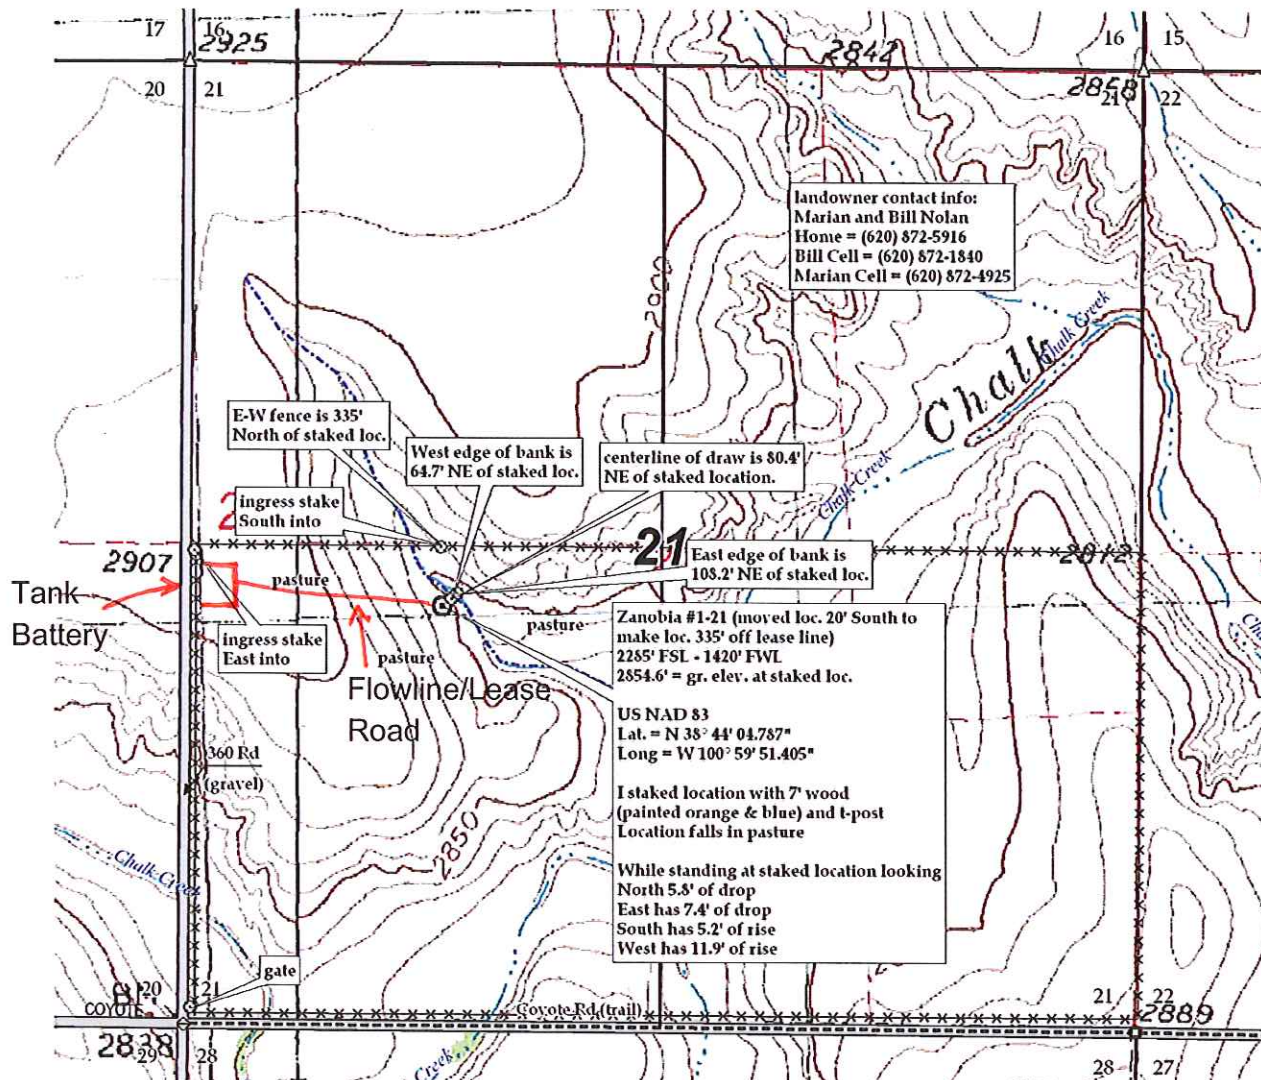 17
16
2925
2842
16
15
20
21
2858
21
22
landowner contact info:
Marian and Bill Nolan
Home = (620) 872-5916
Bill Cell = (620) 872-1840
Marian Cell = (620) 872-4925
2900
Chalk
Chalk Creek
E-W fence is 335'
North of staked loc.
West edge of bank is
64.7' NE of staked loc.
centerline of draw is 80.4'
NE of staked location.
Chalk Creek
ingress stake
South into
21
2907
East edge of bank is
108.2' NE of staked loc.
2872
Tank
Battery
pasture
pasture
ingress stake
East into
pasture
Flowline/Lease
Road
Zanobia #1-21 (moved loc. 20' South to
make loc. 335' off lease line)
2285' FSL - 1420' FWL
2854.6' = gr. elev. at staked loc.
US NAD 83
Lat. = N 38° 44' 04.787"
Long = W 100° 59' 51.405"
I staked location with 7' wood
(painted orange & blue) and t-post
Location falls in pasture
While standing at staked location looking
North 5.8' of drop
East has 7.4' of drop
South has 5.2' of rise
West has 11.9' of rise
360 Rd
(gravel)
2850
Chalk Creek
gate
20
21
COYOTE
Coyote Rd (trail)
21
22
2889
2838
29
28
Creek
28
27